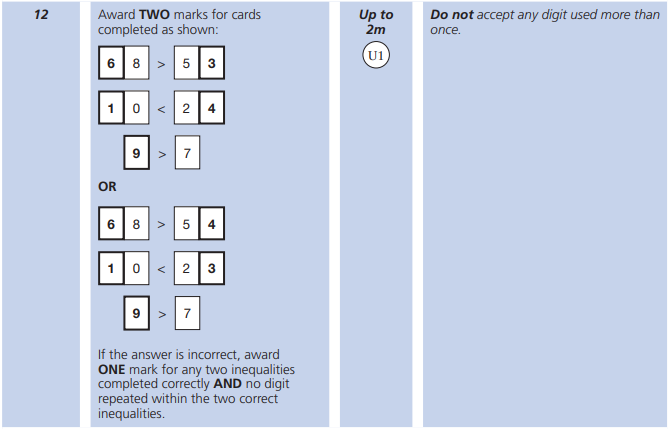 12
Award TWO marks for cards
completed as shown:
6 8 > 5 3
1 0 < 2 4
9 > 7
OR
6 8 > 5 4
1 0 < 2 3
9 > 7
If the answer is incorrect, award
ONE mark for any two inequalities
completed correctly AND no digit
repeated within the two correct
inequalities.
Up to
2m
U1
Do not accept any digit used more than
once.